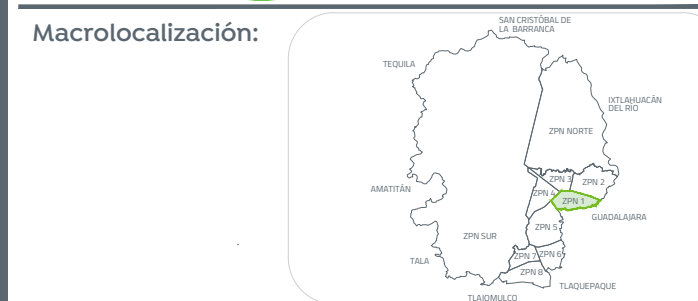 Macrolocalización:
SAN CRISTÓBAL DE
LA BARRANCA
TEQUILA
IXTLAHUACÁN
DEL RÍO
ZPN NORTE
ZPN 3
ZPN 2
ZPN 4
AMATITÁN
ZPN 1
GUADALAJARA
ZPN 5
ZPN SUR
ZPN 7
ZPN 6
TALA
ZPN 8
TLAQUEPAQUE
TLAJOMULCO